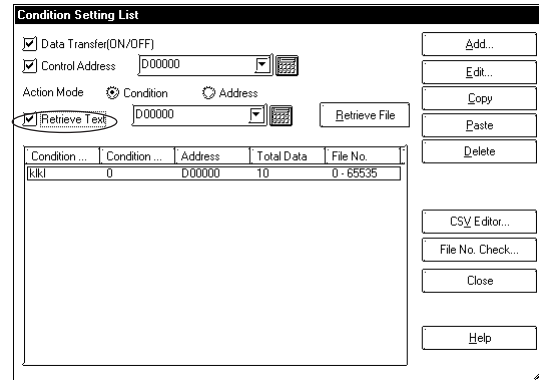 Condition Setting List
Data Transfer(ON/OFF)
Control Address D00000
Action Mode Condition Address
Retrieve Text D00000 Retrieve File
Condition ... Condition ... Address Total Data File No.
klkl 0 D00000 10 0 - 65535
Add...
Edit...
Copy
Paste
Delete
CSV Editor...
File No. Check...
Close
Help